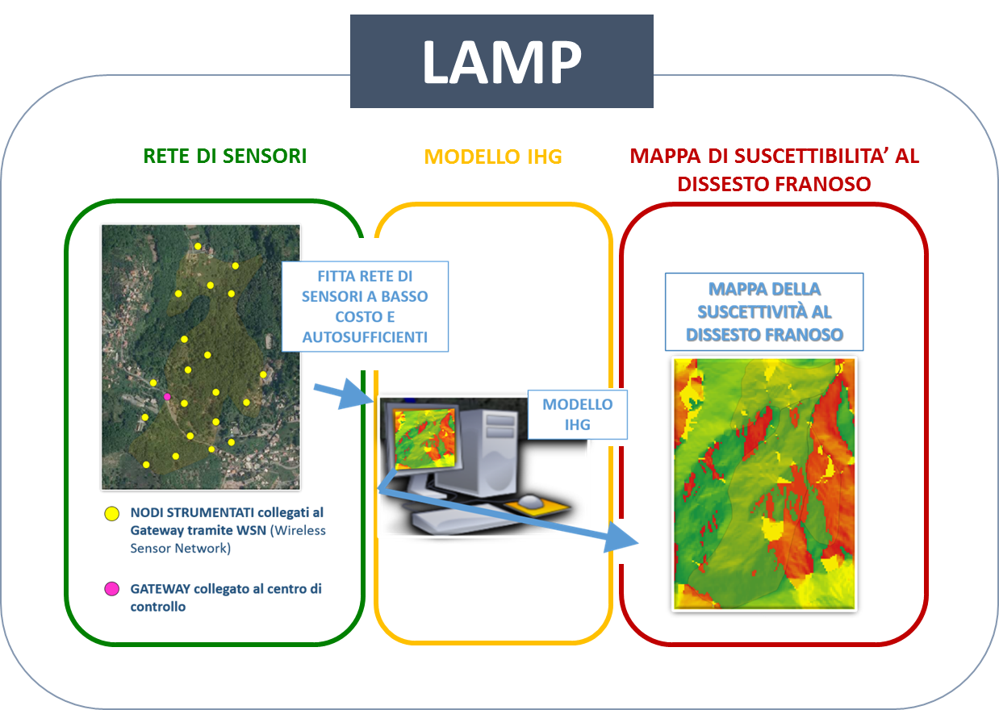 LAMP
RETE DI SENSORI
MODELLO IHG
MAPPA DI SUSCETTIBILITA’ AL
DISSESTO FRANOSO
FITTA RETE DI
SENSORI A BASSO
COSTO E
AUTOSUFFICIENTI
NODI STRUMENTATI collegati al
Gateway tramite WSN (Wireless
Sensor Network)
GATEWAY collegato al centro di
controllo
MODELLO
IHG
MAPPA DELLA
SUSCETTIVITÀ AL
DISSESTO FRANOSO